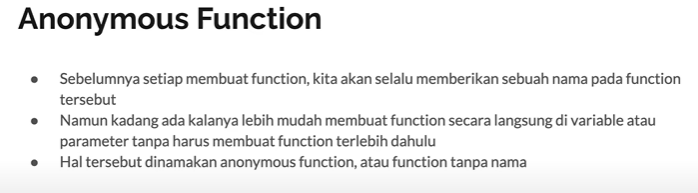 Anonymous Function
● Sebelumnya setiap membuat function, kita akan selalu memberikan sebuah nama pada function
tersebut
● Namun kadang ada kalanya lebih mudah membuat function secara langsung di variable atau
parameter tanpa harus membuat function terlebih dahulu
● Hal tersebut dinamakan anonymous function, atau function tanpa nama